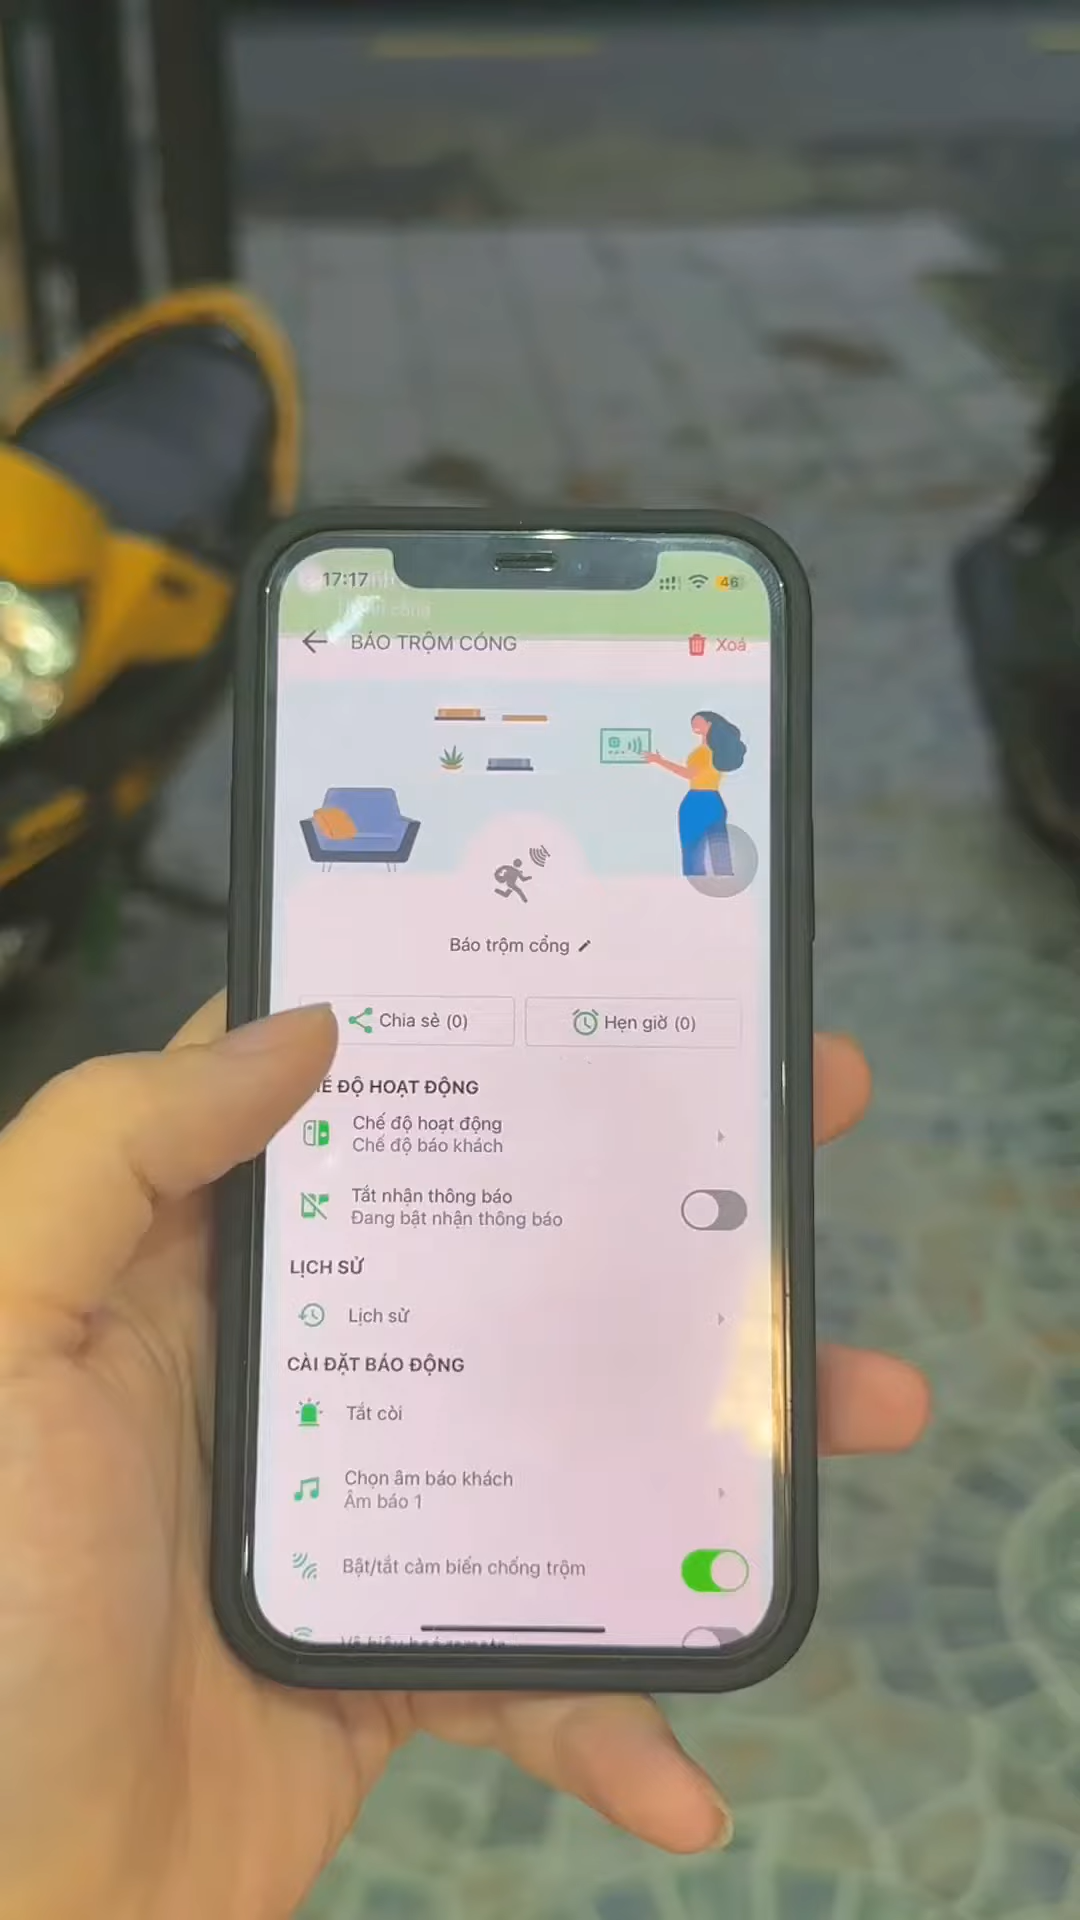 17:17
46
BÁO TRỘM CỔNG
Xoá
Báo trộm cổng
Chia sẻ (0)
Hẹn giờ (0)
ĐỘ HOẠT ĐỘNG
Chế độ hoạt động
Chế độ báo khách
Tắt nhận thông báo
Đang bật nhận thông báo
LỊCH SỬ
Lịch sử
CÀI ĐẶT BÁO ĐỘNG
Tắt còi
Chọn âm báo khách
Âm báo 1
Bật/tắt cảm biến chống trộm